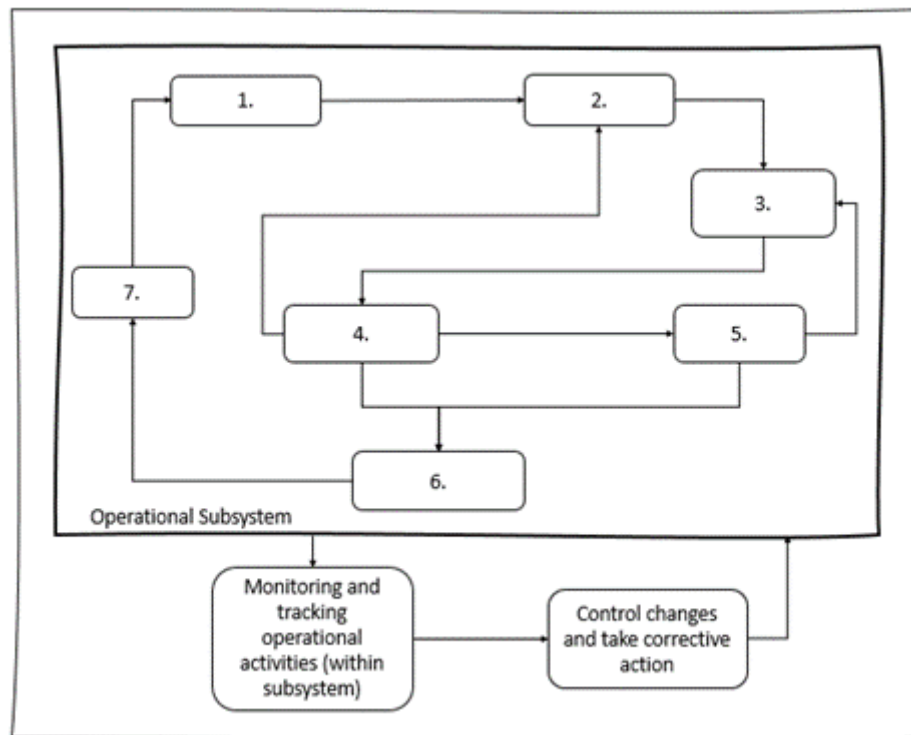 1.
2.
3.
7.
4.
5.
6.
Operational Subsystem
Monitoring and
tracking
operational
activities (within
subsystem)
Control changes
and take corrective
action